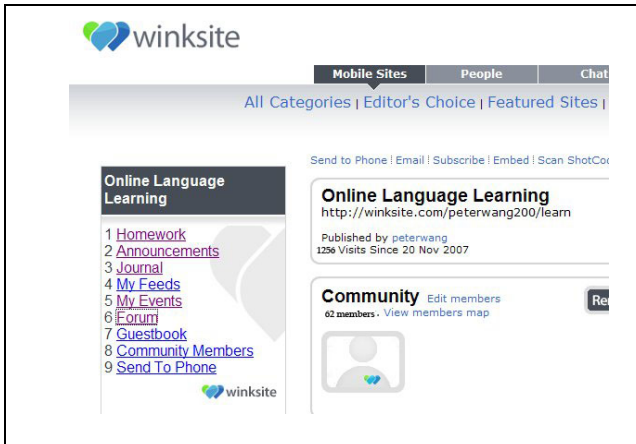 winksite
Mobile Sites People Chat
All Categories | Editor's Choice | Featured Sites |
Send to Phone | Email | Subscribe | Embed | Scan ShotCo
Online Language
Learning
1 Homework
2 Announcements
3 Journal
4 My Feeds
5 My Events
6 Forum
7 Guestbook
8 Community Members
9 Send To Phone
winksite
Online Language Learning
http://winksite.com/peterwang200/learn
Published by peterwang
1256 Visits Since 20 Nov 2007
Community Edit members
62 members. View members map